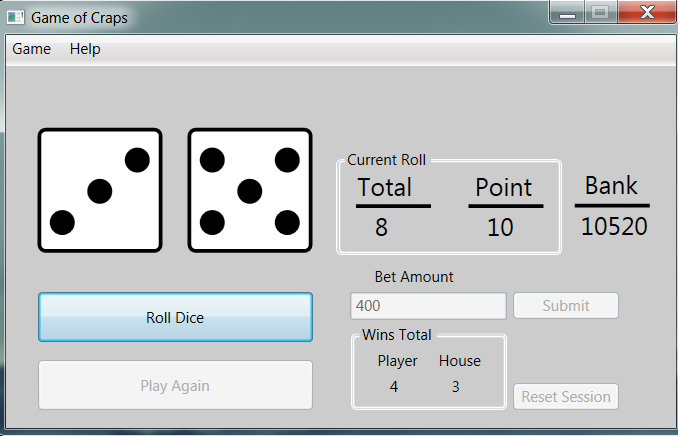 Game of Craps
Game Help
Current Roll
Total Point Bank
8 10 10520
Bet Amount
400 Submit
Roll Dice
Wins Total
Player House
4 3
Play Again
Reset Session